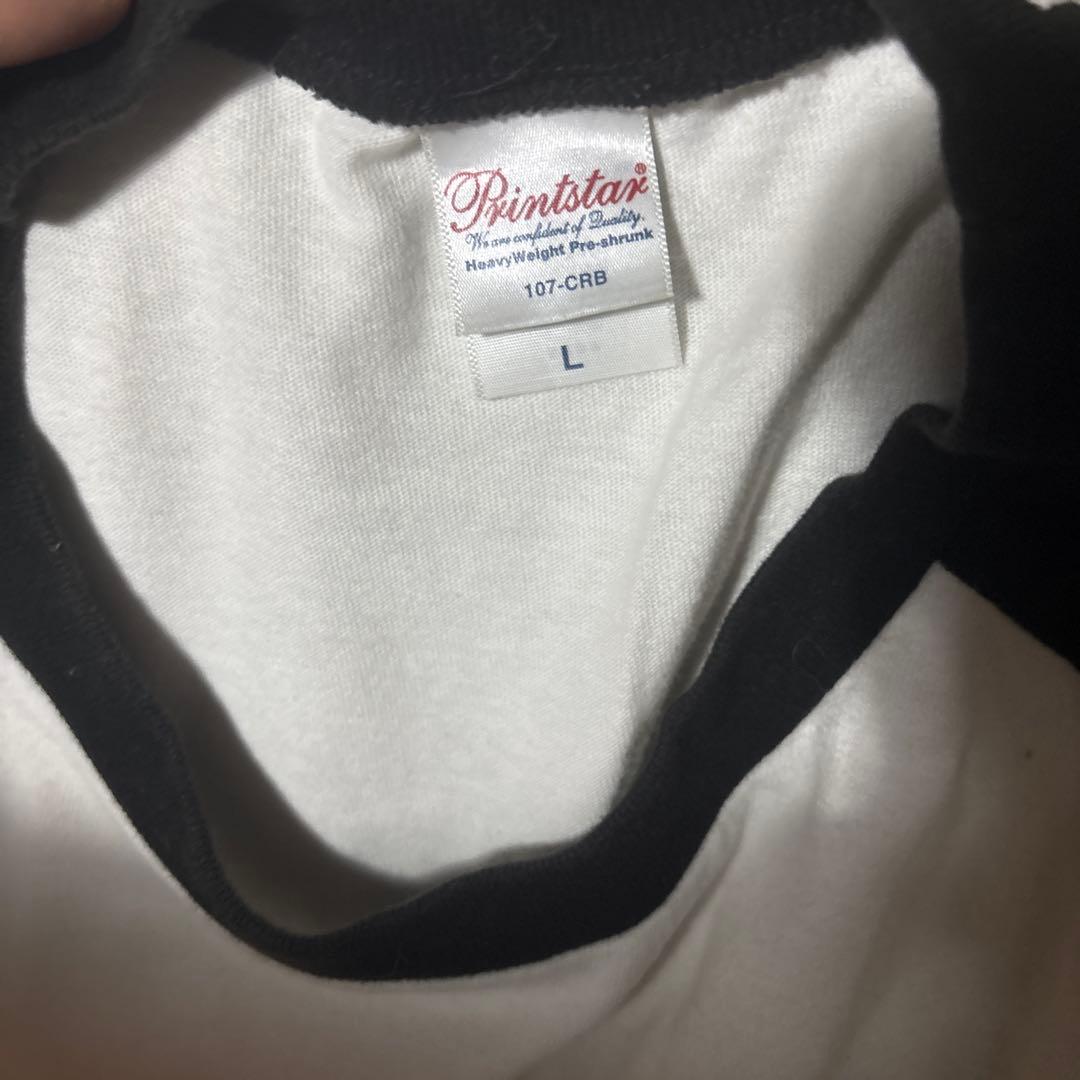 Printstar®
We are confident of Quality.
HeavyWeight Pre-shrunk
107-CRB
L